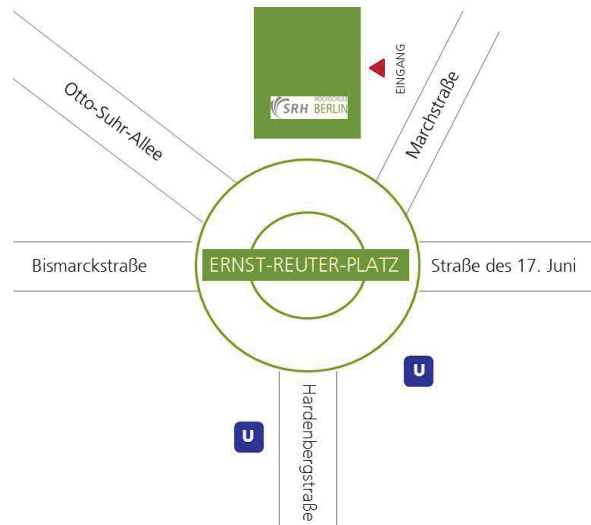 EINGANG
SRH HOCHSCHULE
BERLIN
Otto-Suhr-Allee
Marchstraße
Bismarckstraße
ERNST-REUTER-PLATZ
Straße des 17. Juni
U
U
Hardenbergstraße